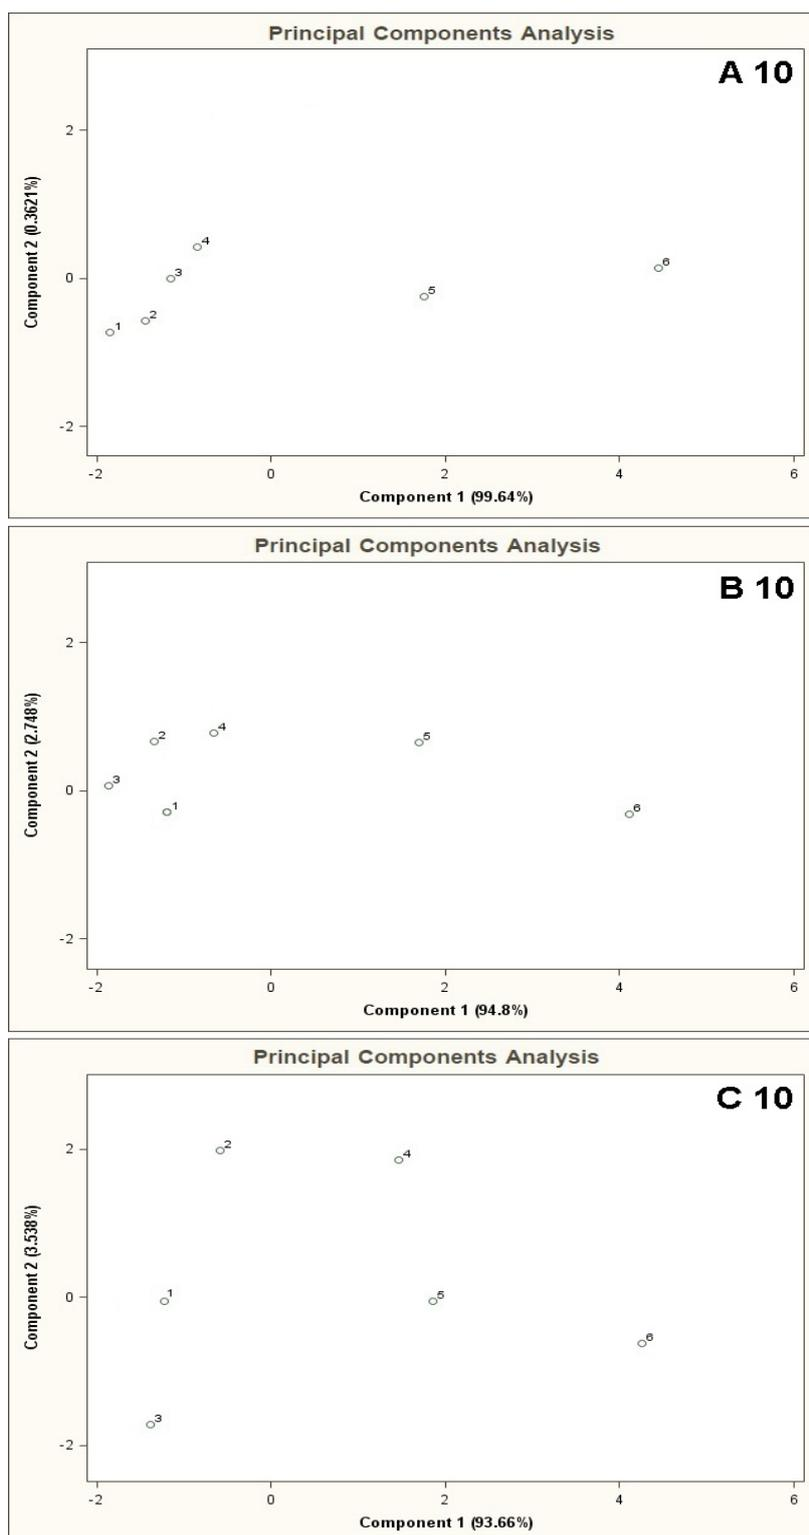 Principal Components Analysis
A 10
Component 2 (0.3621%)
2
0
-2
4
3
2
1
5
6
-2 0 2 4 6
Component 1 (99.64%)
Principal Components Analysis
B 10
Component 2 (2.748%)
2
0
-2
2
4
5
3
1
6
-2 0 2 4 6
Component 1 (94.8%)
Principal Components Analysis
C 10
Component 2 (3.538%)
2
0
-2
2
4
1
5
6
3
-2 0 2 4 6
Component 1 (93.66%)